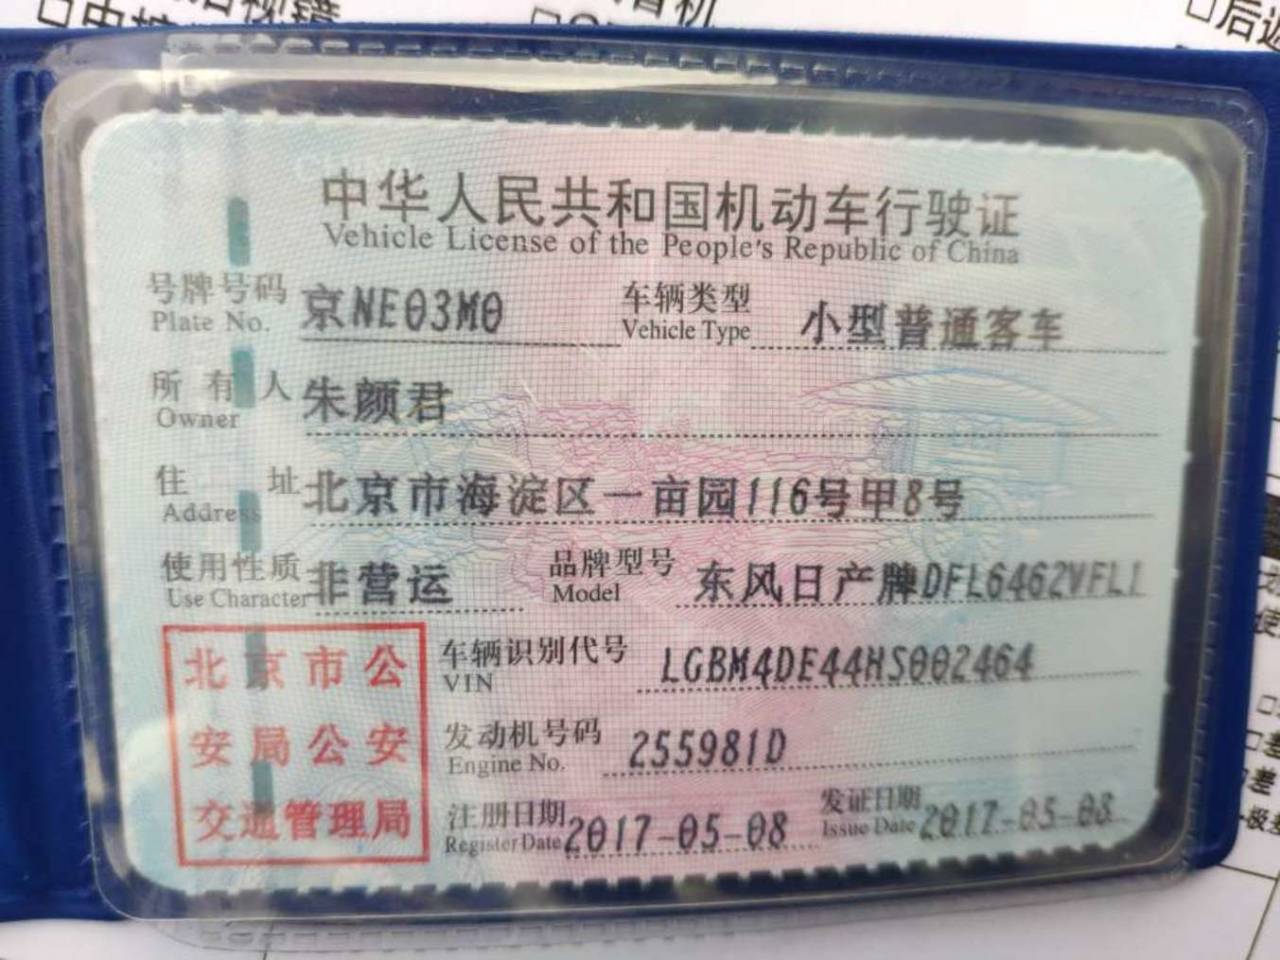 中华人民共和国机动车行驶证
Vehicle License of the People's Republic of China
号牌号码 京NE03M0 车辆类型 小型普通客车
Plate No. Vehicle Type
所有人 朱颜君
Owner
住址 北京市海淀区一亩园116号甲8号
Address
使用性质 非营运 品牌型号 东风日产牌DFL6462VFL1
Use Character Model
北京市公
安局公安
交通管理局
车辆识别代号 LGBM4DE44HS002464
VIN
发动机号码 255981D
Engine No.
注册日期 2017-05-08 发证日期 2017-05-08
Register Date Issue Date